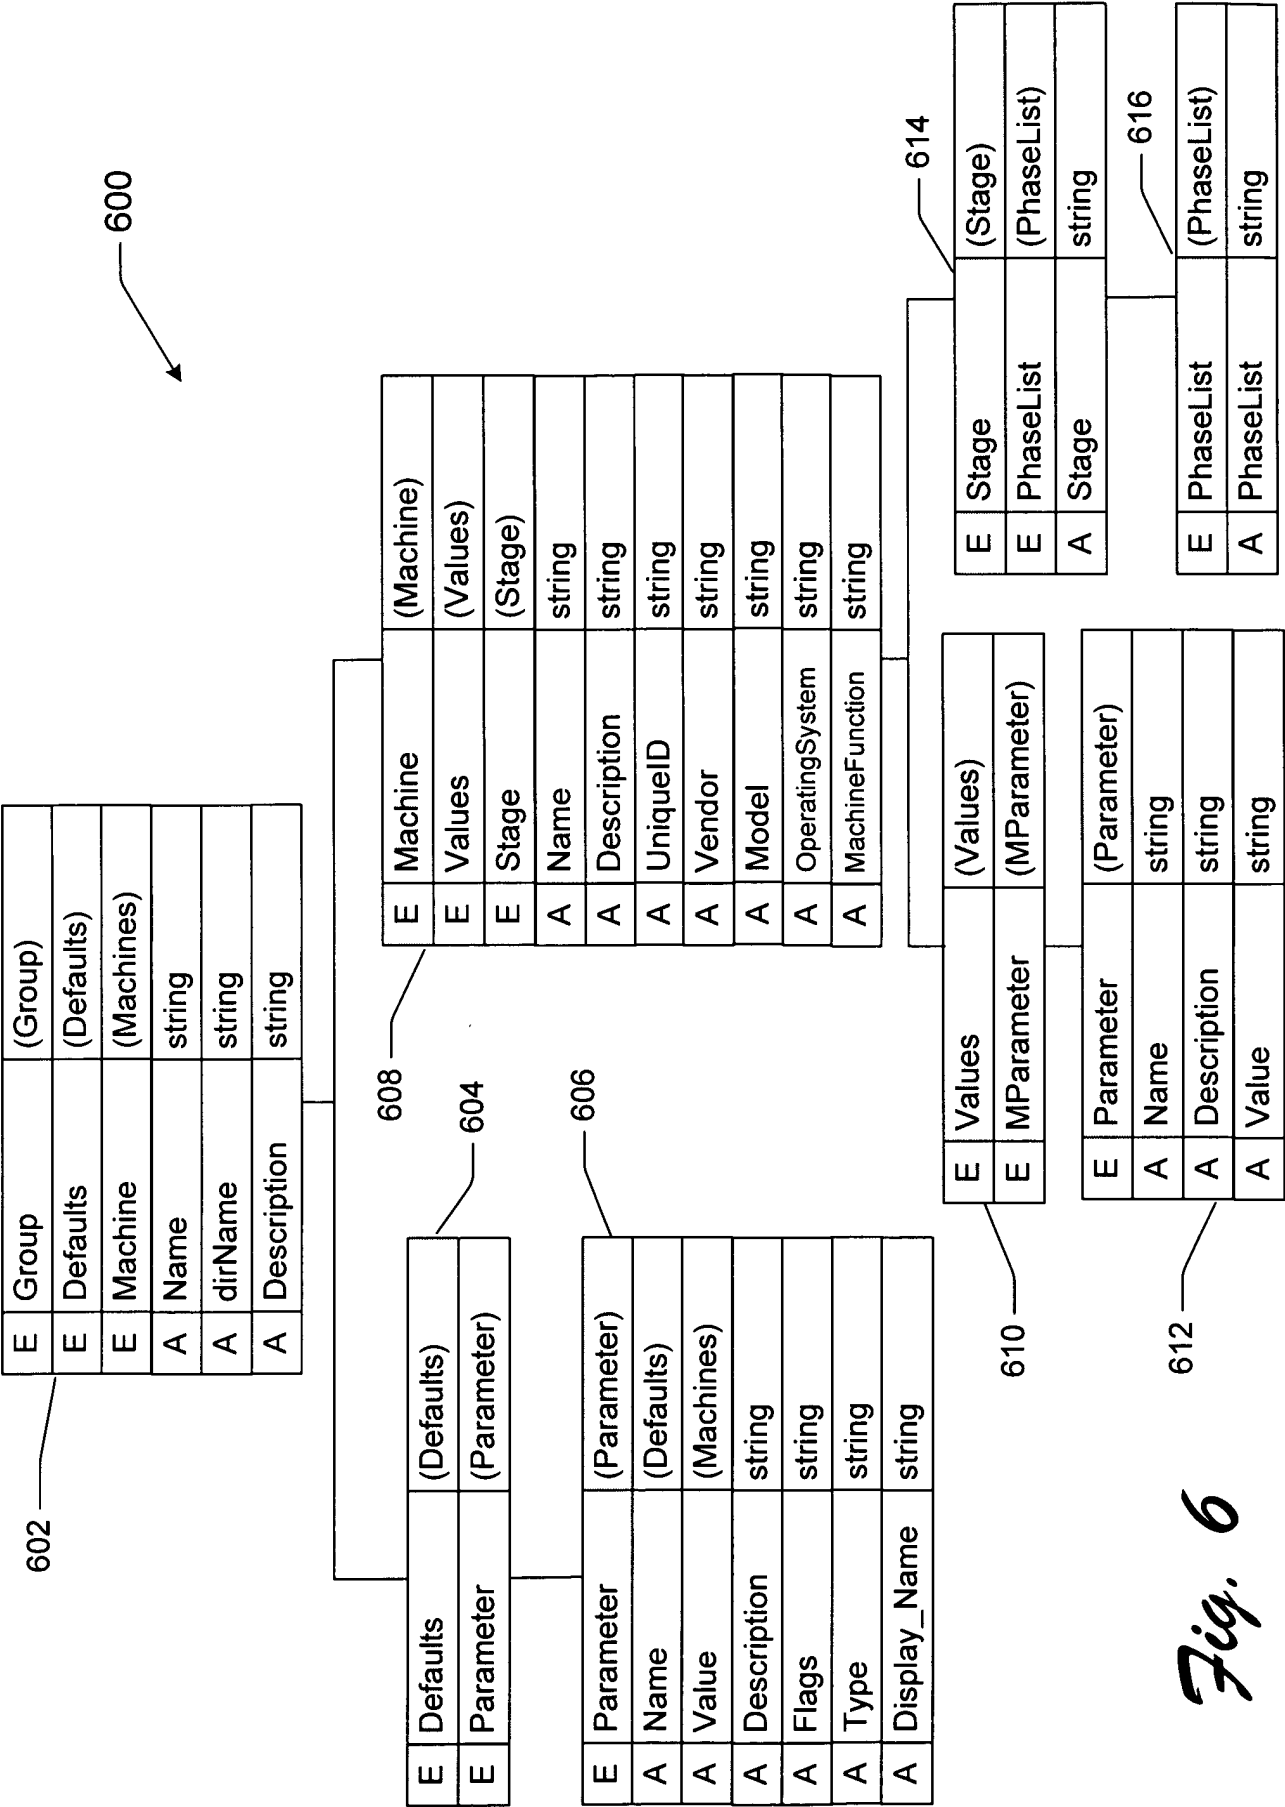 600
602
E Group (Group)
E Defaults (Defaults)
E Machine (Machines)
A Name string
A dirName string
A Description string
604
E Defaults (Defaults)
E Parameter (Parameter)
606
E Parameter (Parameter)
A Name (Defaults)
A Value (Machines)
A Description string
A Flags string
A Type string
A Display_Name string
608
E Machine (Machine)
E Values (Values)
E Stage (Stage)
A Name string
A Description string
A UniqueID string
A Vendor string
A Model string
A OperatingSystem string
A MachineFunction string
610
E Values (Values)
E MParameter (MParameter)
612
E Parameter (Parameter)
A Name string
A Description string
A Value string
614
E Stage (Stage)
E PhaseList (PhaseList)
A Stage string
616
E PhaseList (PhaseList)
A PhaseList string
Fig. 6